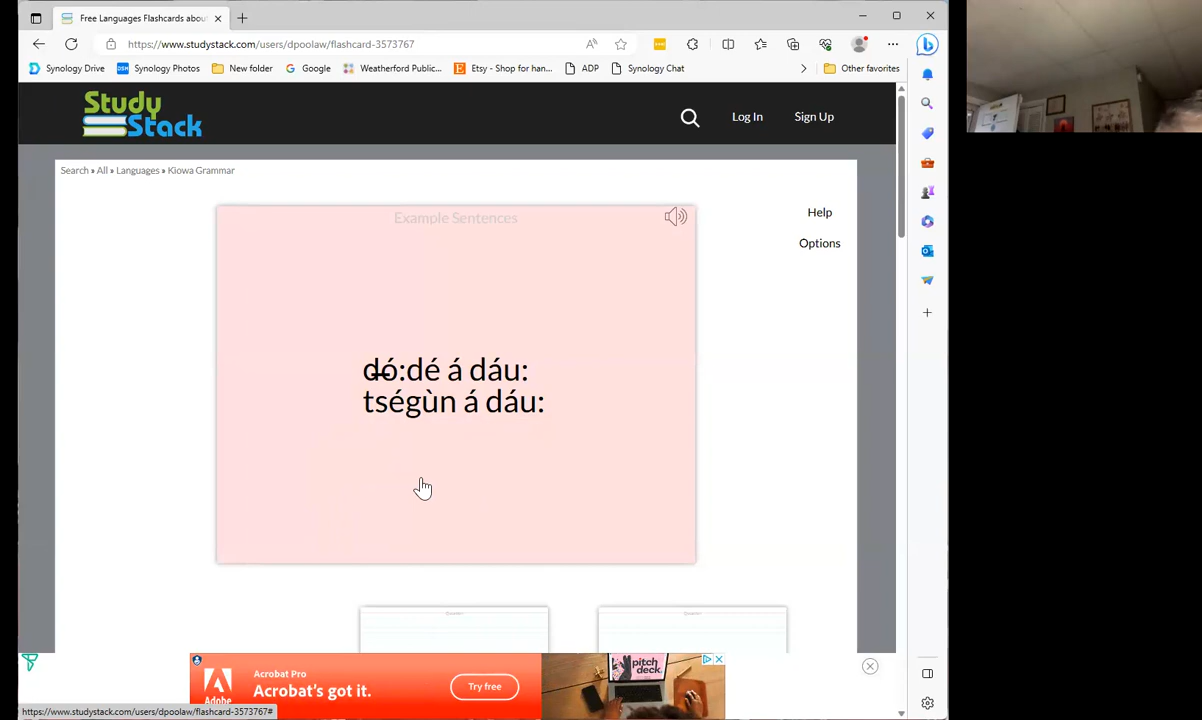 Free Languages Flashcards abou
https://www.studystack.com/users/dpoolaw/flashcard-3573767
Synology Drive
Synology Photos
New folder
Google
Weatherford Public...
Etsy - Shop for han...
ADP
Synology Chat
Other favorites
Study
Stack
Log In
Sign Up
Search » All » Languages » Kiowa Grammar
Example Sentences
Help
Options
dó̲:dé á dáu:
tségùn á dáu:
Acrobat Pro
Acrobat's got it.
Adobe
Try free
pitch
deck.
https://www.studystack.com/users/dpoolaw/flashcard-3573767#